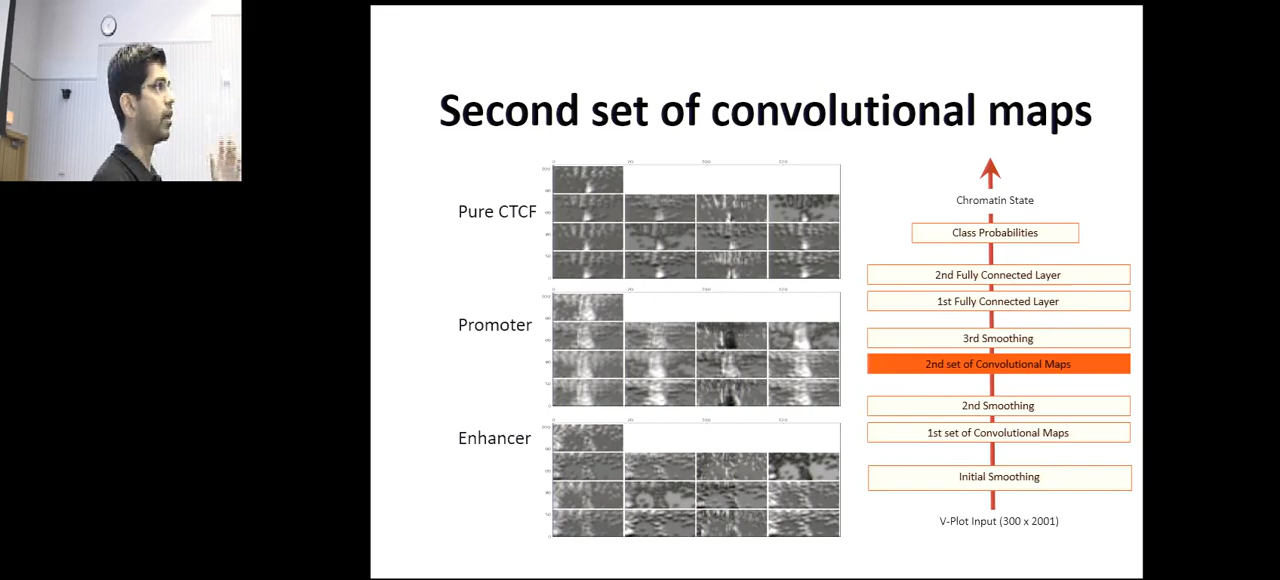 Second set of convolutional maps
Pure CTCF
Promoter
Enhancer
Chromatin State
Class Probabilities
2nd Fully Connected Layer
1st Fully Connected Layer
3rd Smoothing
2nd set of Convolutional Maps
2nd Smoothing
1st set of Convolutional Maps
Initial Smoothing
V-Plot Input (300 x 2001)